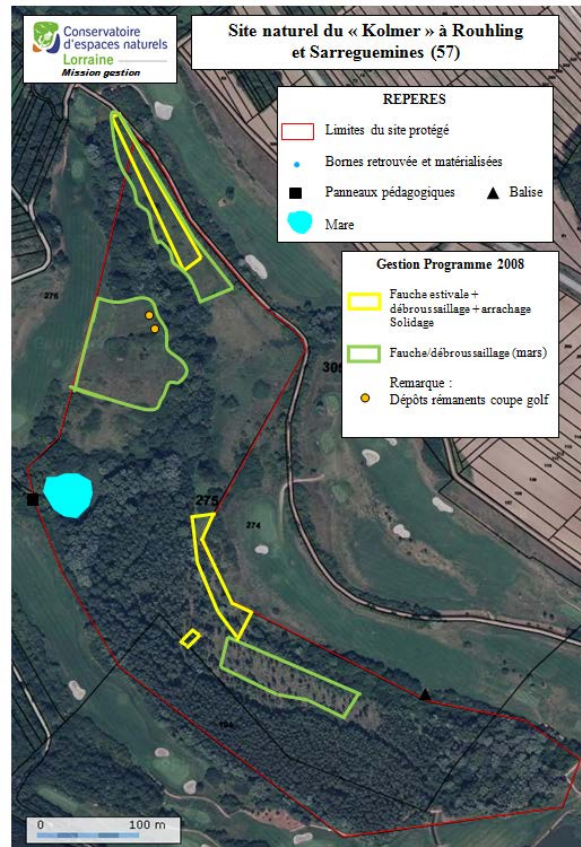 Conservatoire
d'espaces naturels
Lorraine
Mission gestion
Site naturel du « Kolmer » à Rouhling
et Sarreguemines (57)
REPERES
Limites du site protégé
Bornes retrouvée et matérialisées
Panneaux pédagogiques
Balise
Mare
Gestion Programme 2008
Fauche estivale +
débroussaillage + arrachage
Solidage
Fauche/débroussaillage (mars)
Remarque :
Dépôts rémanents coupe golf
276
275
274
0 100 m